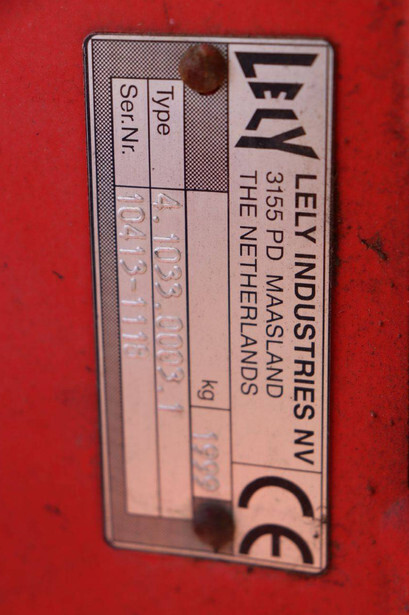 LELY
LELY INDUSTRIES NV
3155 PD MAASLAND
THE NETHERLANDS
CE
kg 1999
Type 4.1033.0003.1
Ser.Nr.